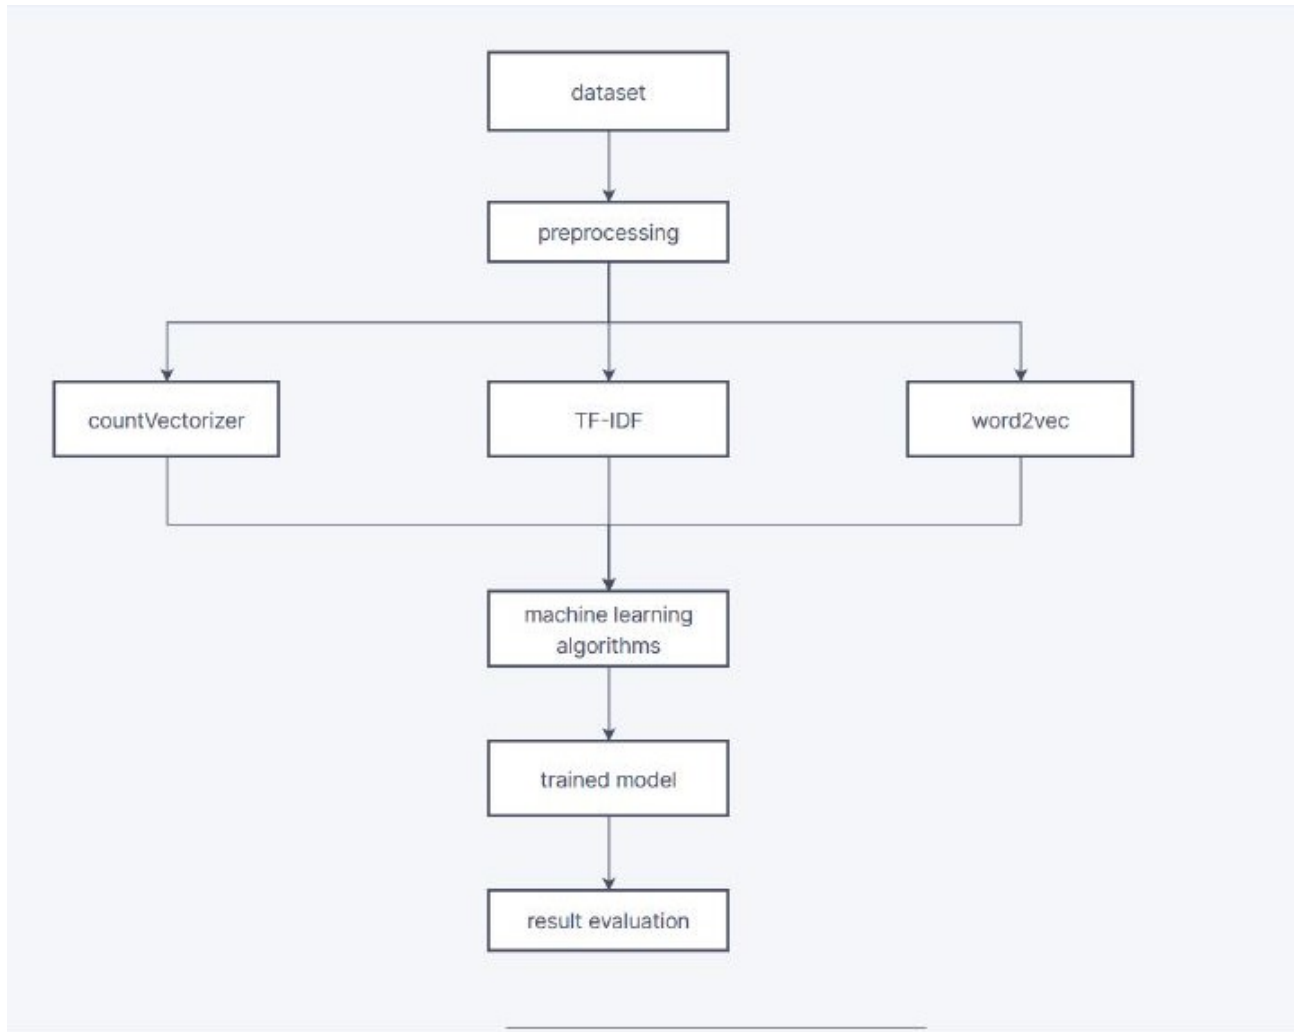 dataset
preprocessing
countVectorizer
TF-IDF
word2vec
machine learning
algorithms
trained model
result evaluation